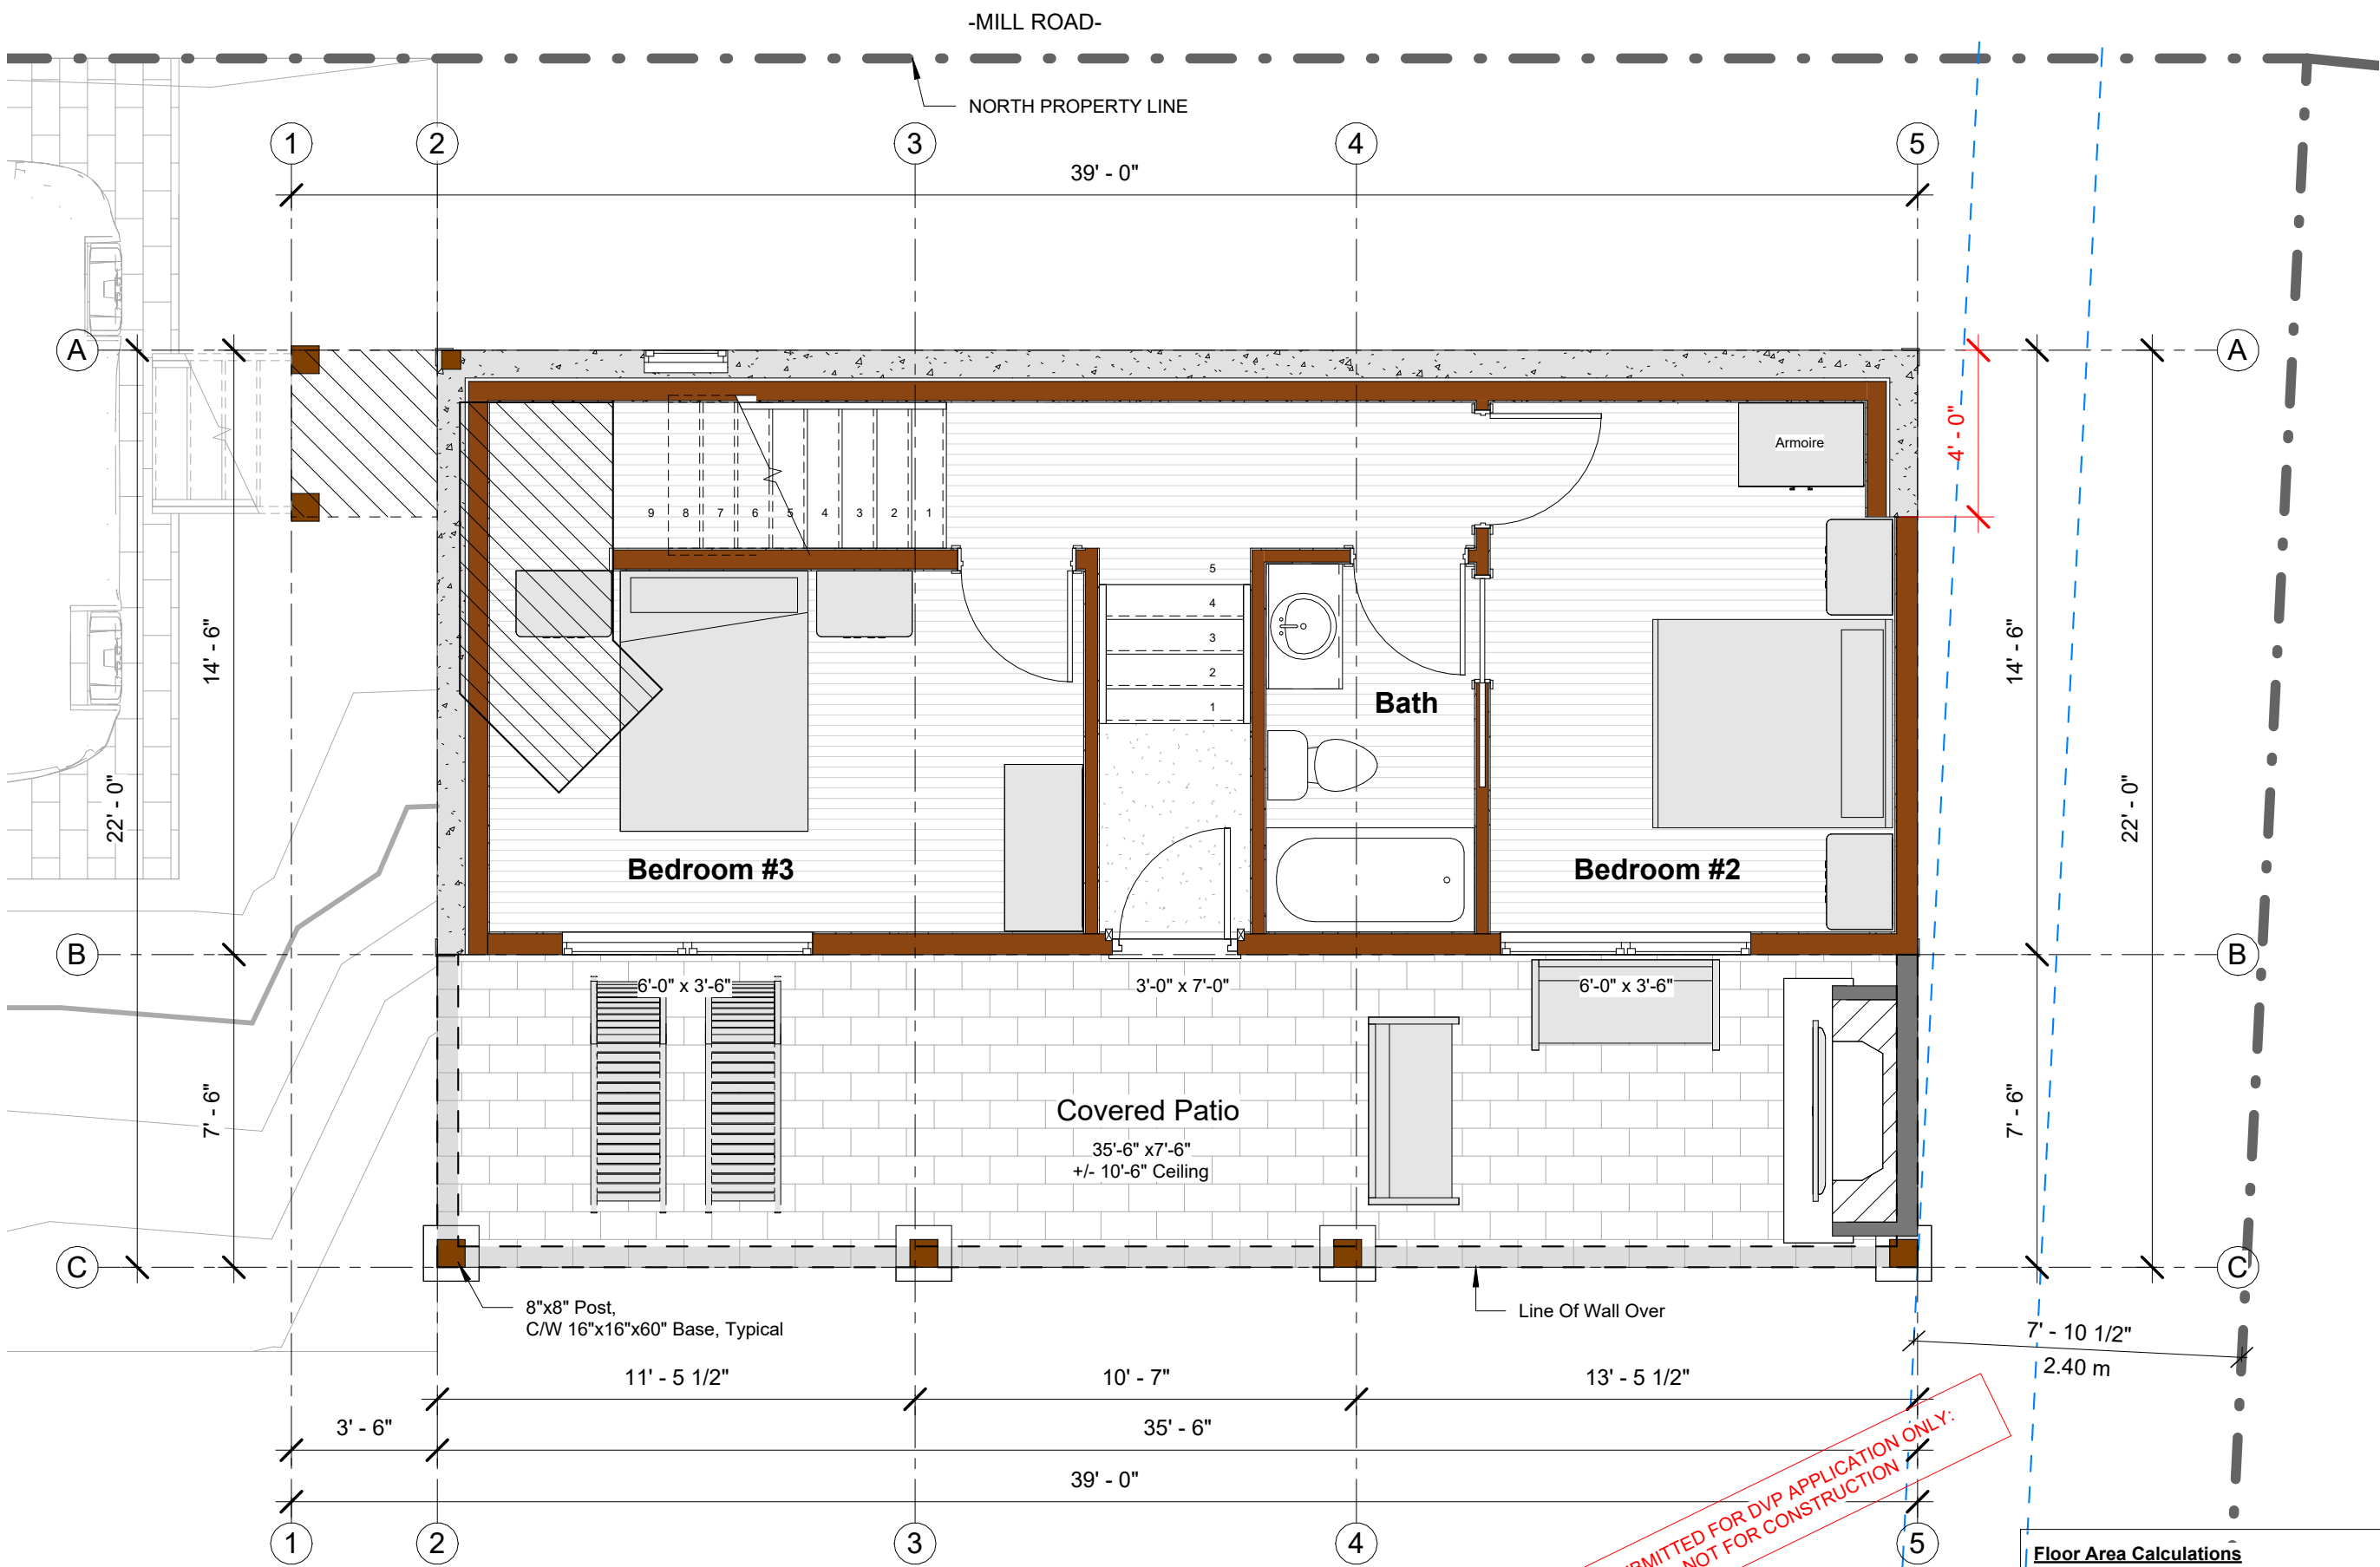 -MILL ROAD-
NORTH PROPERTY LINE
1
2
3
4
5
39' - 0"
A
A
4' - 0"
Armoire
9
8
7
6
5
4
3
2
1
5
4
3
2
1
14' - 6"
14' - 6"
22' - 0"
22' - 0"
Bath
Bedroom #3
Bedroom #2
B
B
6'-0" x 3'-6"
3'-0" x 7'-0"
6'-0" x 3'-6"
7' - 6"
7' - 6"
Covered Patio
35'-6" x7'-6"
+/- 10'-6" Ceiling
C
C
8"x8" Post,
C/W 16"x16"x60" Base, Typical
Line Of Wall Over
7' - 10 1/2"
2.40 m
11' - 5 1/2"
10' - 7"
13' - 5 1/2"
3' - 6"
35' - 6"
39' - 0"
FOR DVP APPLICATION ONLY:
NOT FOR CONSTRUCTION
1
2
3
4
5
Floor Area Calculations